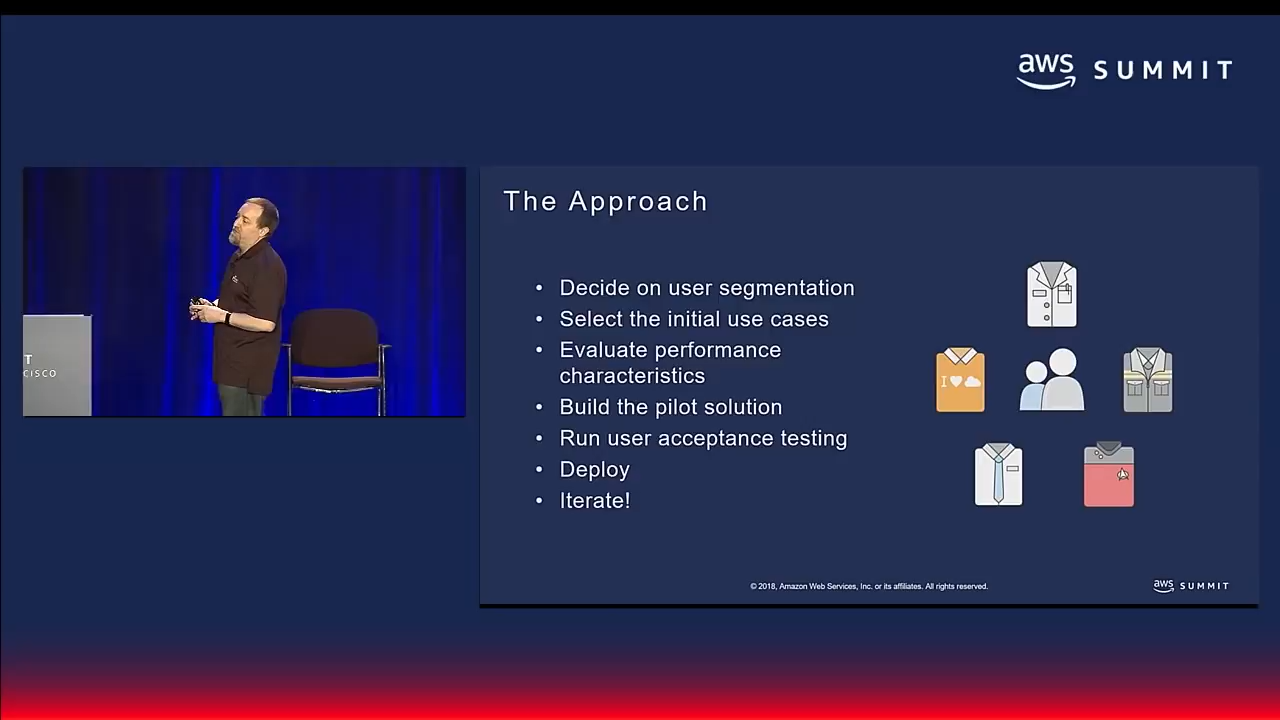 aws SUMMIT
T
CISCO
The Approach
• Decide on user segmentation
• Select the initial use cases
• Evaluate performance
characteristics
• Build the pilot solution
• Run user acceptance testing
• Deploy
• Iterate!
I ♥
© 2018, Amazon Web Services, Inc. or its affiliates. All rights reserved.
aws SUMMIT